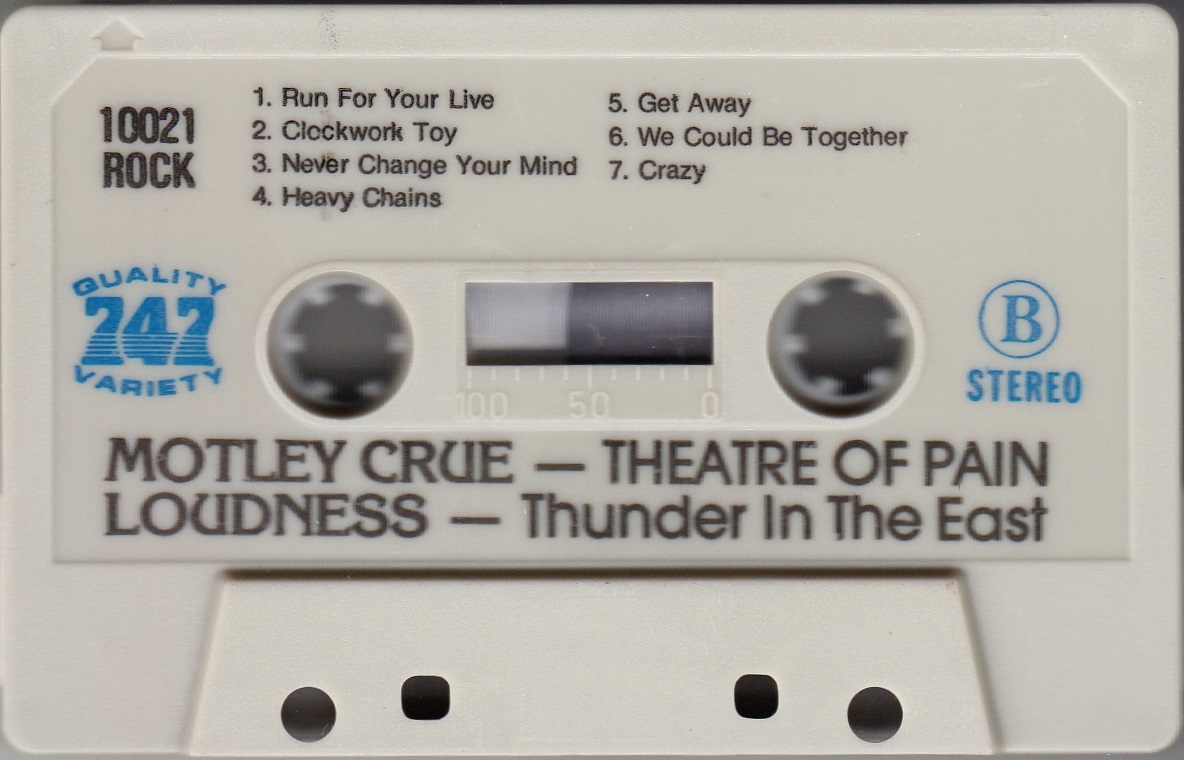 10021
ROCK
1. Run For Your Live
2. Clockwork Toy
3. Never Change Your Mind
4. Heavy Chains
5. Get Away
6. We Could Be Together
7. Crazy
QUALITY
747
VARIETY
100 50 0
B
STEREO
MOTLEY CRUE — THEATRE OF PAIN
LOUDNESS — Thunder In The East